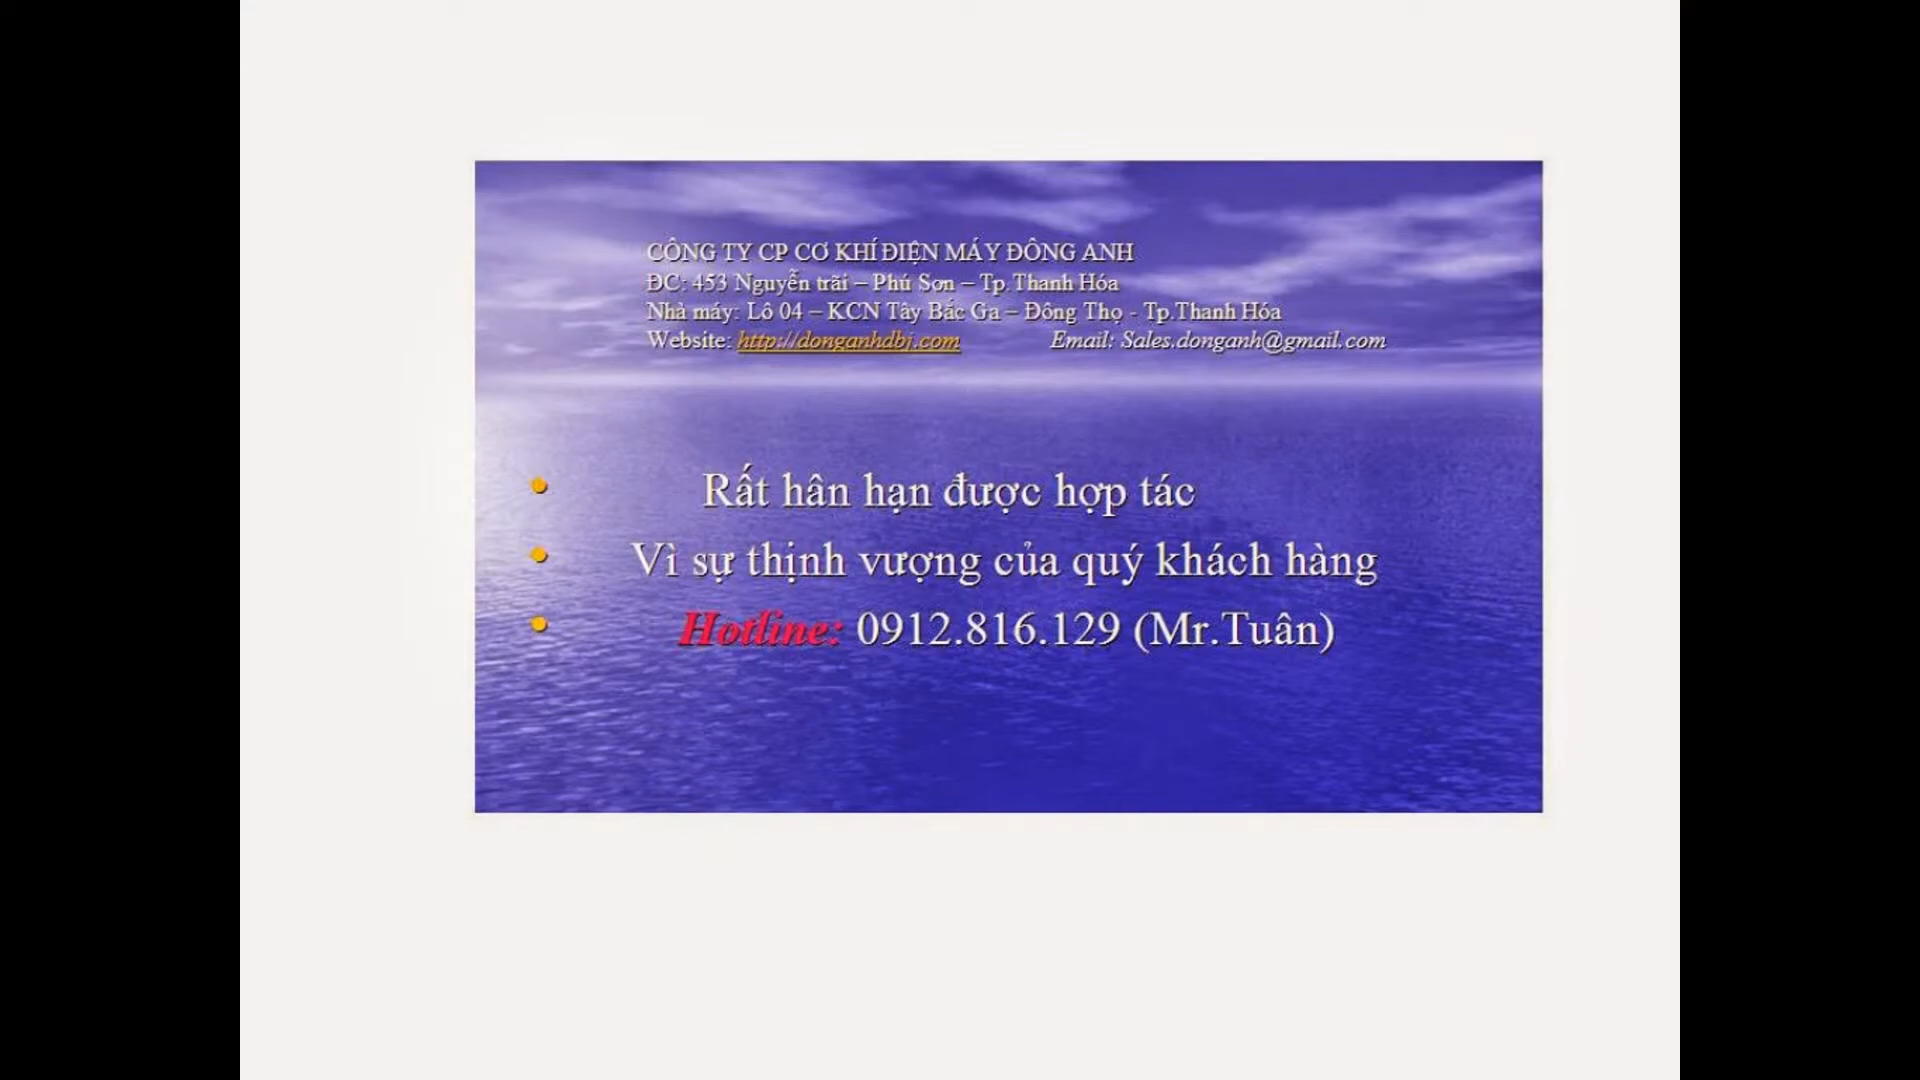 CÔNG TY CP CƠ KHÍ ĐIỆN MÁY ĐÔNG ANH
ĐC: 453 Nguyễn trãi – Phú Sơn – Tp.Thanh Hóa
Nhà máy: Lô 04 – KCN Tây Bắc Ga – Đông Thọ - Tp.Thanh Hóa
Website: http://donganhdbj.com Email: Sales.donganh@gmail.com
• Rất hân hạn được hợp tác
• Vì sự thịnh vượng của quý khách hàng
• Hotline: 0912.816.129 (Mr.Tuân)